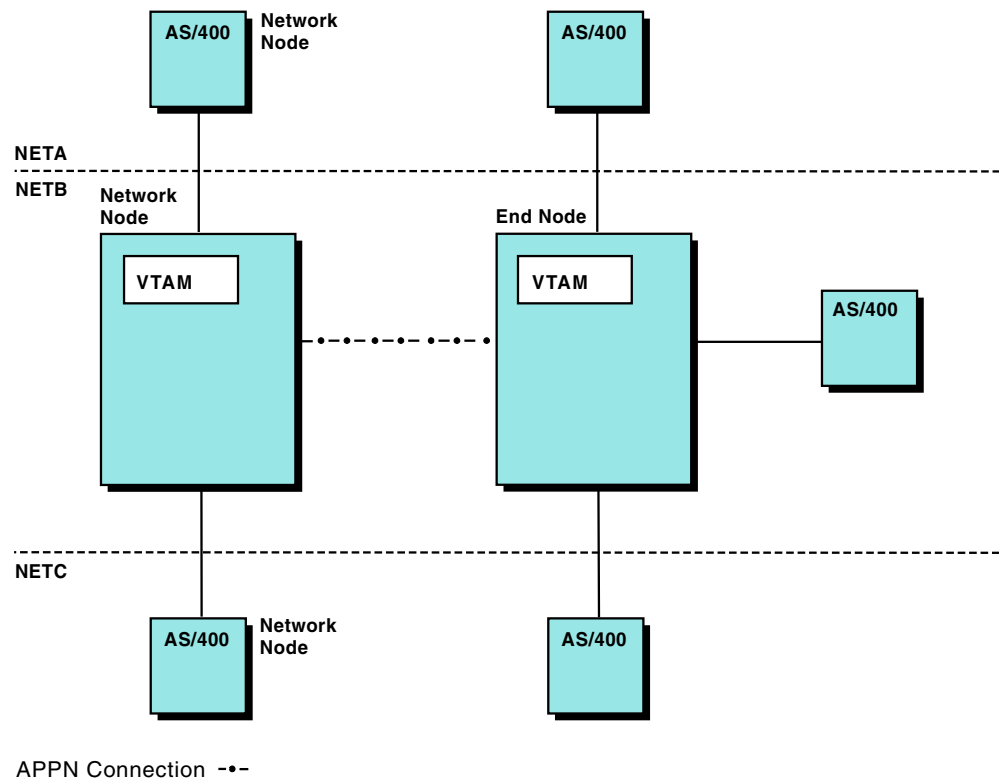 AS/400
Network
Node
AS/400
NETA
NETB
Network
Node
End Node
VTAM
VTAM
AS/400
NETC
AS/400
Network
Node
AS/400
APPN Connection